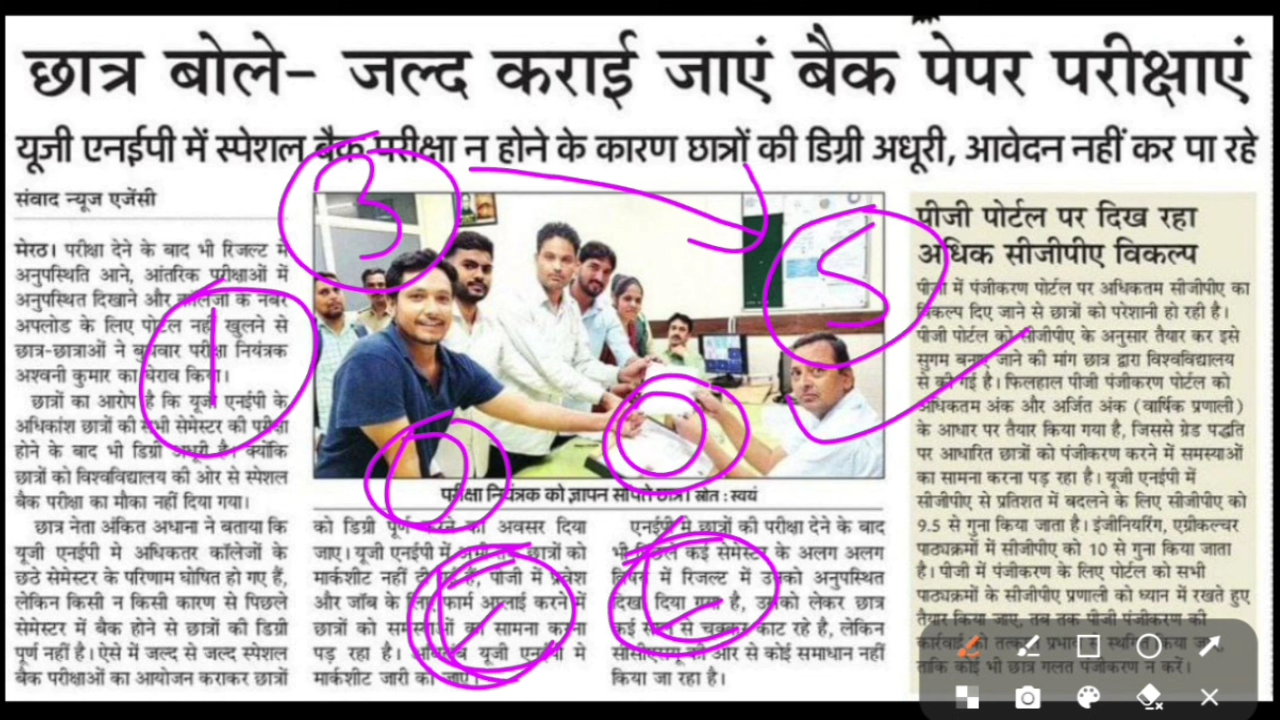 छात्र बोले- जल्द कराई जाएं बैक पेपर परीक्षाएं
यूजी एनईपी में स्पेशल बैक परीक्षा न होने के कारण छात्रों की डिग्री अधूरी, आवेदन नहीं कर पा रहे
संवाद न्यूज एजेंसी
मेरठ। परीक्षा देने के बाद भी रिजल्ट में
अनुपस्थिति आने, आंतरिक परीक्षाओं में
अनुपस्थित दिखाने और कॉलेजों के नंबर
अपलोड के लिए पोर्टल नहीं खुलने से
छात्र-छात्राओं ने बुधवार परीक्षा नियंत्रक
अश्वनी कुमार का घेराव किया।
छात्रों का आरोप है कि यूजी एनईपी के
अधिकांश छात्रों की सभी सेमेस्टर की परीक्षा
होने के बाद भी डिग्री अधूरी है। क्योंकि
छात्रों को विश्वविद्यालय की ओर से स्पेशल
बैक परीक्षा का मौका नहीं दिया गया।
छात्र नेता अंकित अधाना ने बताया कि
यूजी एनईपी मे अधिकतर कॉलेजों के
छठे सेमेस्टर के परिणाम घोषित हो गए हैं,
लेकिन किसी न किसी कारण से पिछले
सेमेस्टर में बैक होने से छात्रों की डिग्री
पूर्ण नहीं है। ऐसे में जल्द से जल्द स्पेशल
बैक परीक्षाओं का आयोजन कराकर छात्रों
परीक्षा नियंत्रक को ज्ञापन सौंपते छात्र। स्रोत : स्वयं
को डिग्री पूर्ण करने का अवसर दिया
जाए। यूजी एनईपी में अभी तक छात्रों को
मार्कशीट नहीं दी गई हैं, पीजी में प्रवेश
और जॉब के लिए फार्म अप्लाई करने में
छात्रों को समस्याओं का सामना करना
पड़ रहा है। अविलंब यूजी एनईपी मे
मार्कशीट जारी की जाएं।
एनईपी मे छात्रों की परीक्षा देने के बाद
भी पिछले कई सेमेस्टर के अलग अलग
विषय में रिजल्ट में उनको अनुपस्थित
दिखा दिया गया है, उसको लेकर छात्र
कई साल से चक्कर काट रहे है, लेकिन
सीसीएसयू की ओर से कोई समाधान नहीं
किया जा रहा है।
पीजी पोर्टल पर दिख रहा
अधिक सीजीपीए विकल्प
पीजी में पंजीकरण पोर्टल पर अधिकतम सीजीपीए का
विकल्प दिए जाने से छात्रों को परेशानी हो रही है।
पीजी पोर्टल को सीजीपीए के अनुसार तैयार कर इसे
सुगम बनाए जाने की मांग छात्र द्वारा विश्वविद्यालय
से की गई है। फिलहाल पीजी पंजीकरण पोर्टल को
अधिकतम अंक और अर्जित अंक (वार्षिक प्रणाली)
के आधार पर तैयार किया गया है, जिससे ग्रेड पद्धति
पर आधारित छात्रों को पंजीकरण करने में समस्याओं
का सामना करना पड़ रहा है। यूजी एनईपी में
सीजीपीए से प्रतिशत में बदलने के लिए सीजीपीए को
9.5 से गुना किया जाता है। इंजीनियरिंग, एग्रीकल्चर
पाठ्यक्रमों में सीजीपीए को 10 से गुना किया जाता
है। पीजी में पंजीकरण के लिए पोर्टल को सभी
पाठ्यक्रमों के सीजीपीए प्रणाली को ध्यान में रखते हुए
तैयार किया जाए, तब तक पीजी पंजीकरण की
कार्रवाई को तत्काल प्रभाव स्थगित किया जाए,
ताकि कोई भी छात्र गलत पंजीकरण न करें।